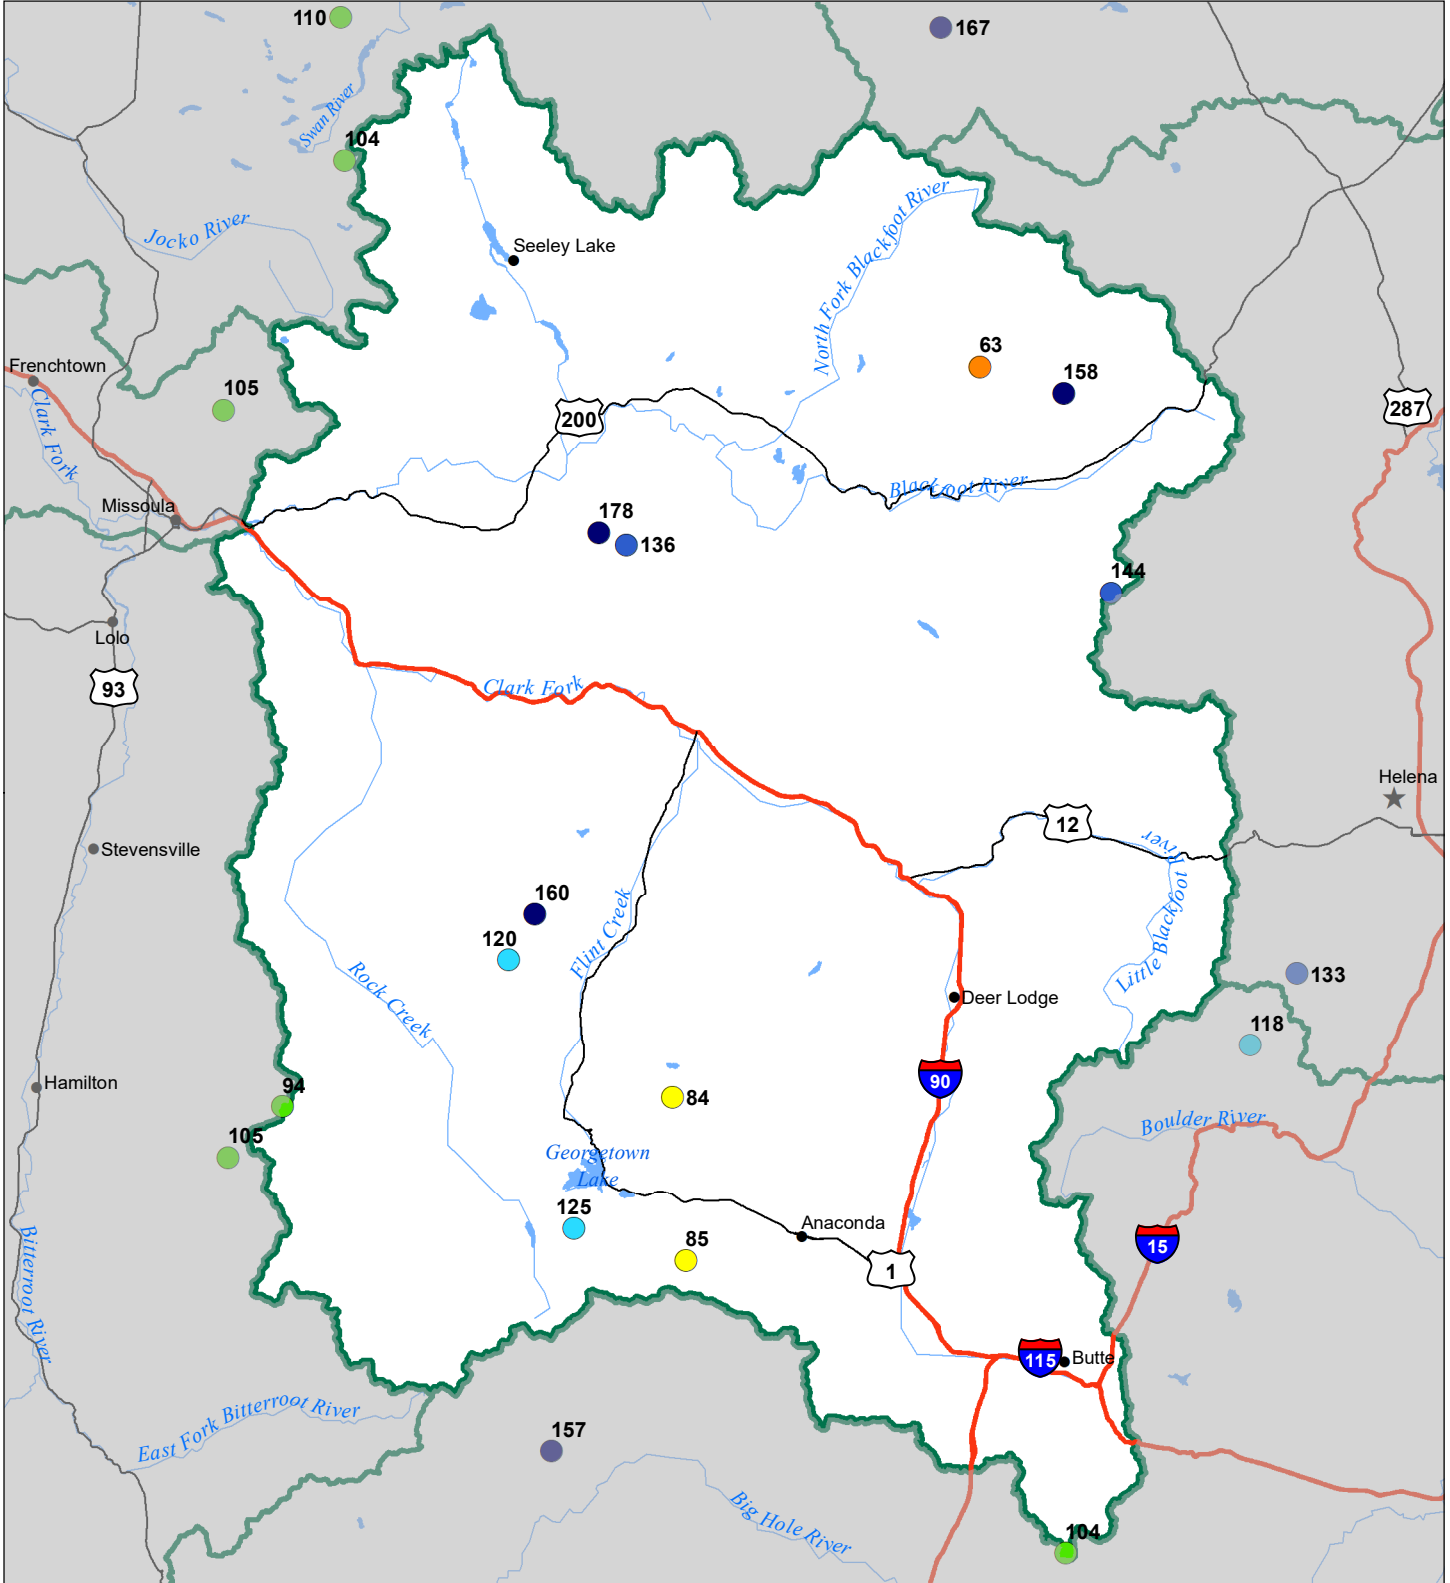 110
167
Swan River
104
Jocko River
North Fork Blackfoot River
Seeley Lake
63
Frenchtown
158
105
200
287
Clark Fork
Blackfoot River
Missoula
178
136
144
Lolo
93
Clark Fork
Helena
12
Little Blackfoot River
Stevensville
160
Flint Creek
120
Rock Creek
133
Deer Lodge
118
90
Hamilton
94
84
Boulder River
105
Georgetown
Lake
125
Anaconda
85
15
1
Bitterroot River
115
Butte
East Fork Bitterroot River
157
Big Hole River
104